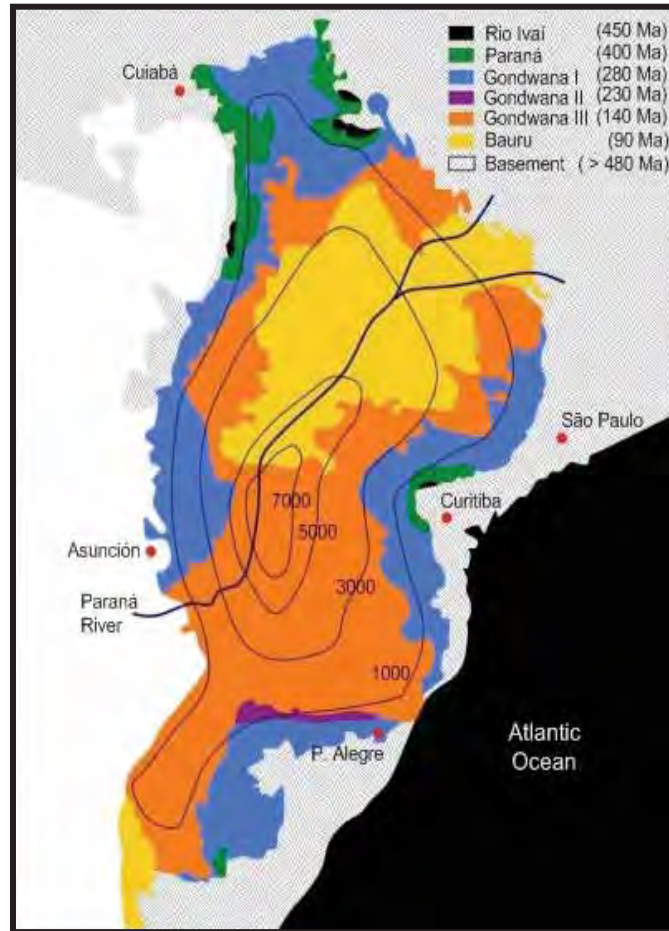 Rio Ivaí (450 Ma)
Paraná (400 Ma)
Gondwana I (280 Ma)
Gondwana II (230 Ma)
Gondwana III (140 Ma)
Bauru (90 Ma)
Basement ( > 480 Ma)
Cuiabá
São Paulo
7000
Curitiba
5000
Asunción
3000
Paraná
River
1000
P. Alegre
Atlantic
Ocean